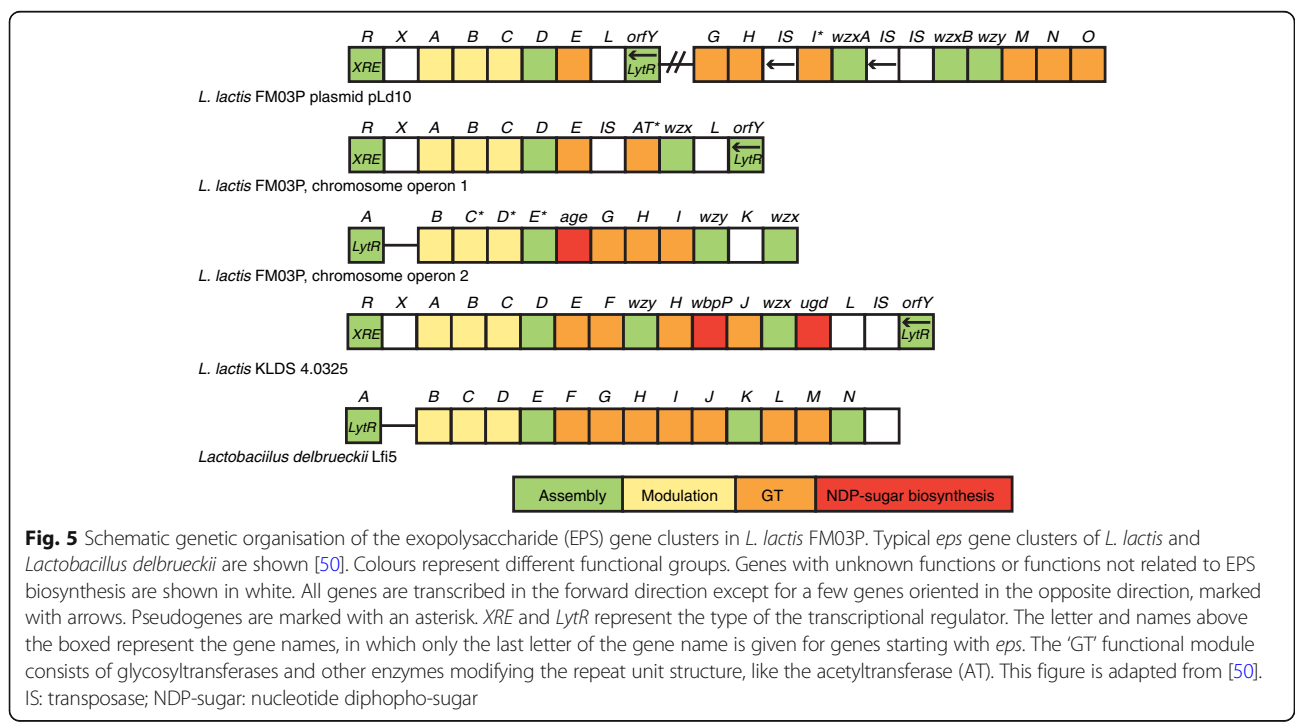 R X A B C D E L orfY G H IS I* wzxA IS IS wzxB wzy M N O
XRE LytR
L. lactis FM03P plasmid pLd10
R X A B C D E IS AT* wzx L orfY
XRE LytR
L. lactis FM03P, chromosome operon 1
A B C* D* E* age G H I wzy K wzx
LytR
L. lactis FM03P, chromosome operon 2
R X A B C D E F wzy H wbpP J wzx ugd L IS orfY
XRE LytR
L. lactis KLDS 4.0325
A B C D E F G H I J K L M N
LytR
Lactobaciilus delbrueckii Lfi5
Assembly Modulation GT NDP-sugar biosynthesis
Fig. 5 Schematic genetic organisation of the exopolysaccharide (EPS) gene clusters in L. lactis FM03P. Typical eps gene clusters of L. lactis and
Lactobacillus delbrueckii are shown [50]. Colours represent different functional groups. Genes with unknown functions or functions not related to EPS
biosynthesis are shown in white. All genes are transcribed in the forward direction except for a few genes oriented in the opposite direction, marked
with arrows. Pseudogenes are marked with an asterisk. XRE and LytR represent the type of the transcriptional regulator. The letter and names above
the boxed represent the gene names, in which only the last letter of the gene name is given for genes starting with eps. The ‘GT’ functional module
consists of glycosyltransferases and other enzymes modifying the repeat unit structure, like the acetyltransferase (AT). This figure is adapted from [50].
IS: transposase; NDP-sugar: nucleotide diphopho-sugar